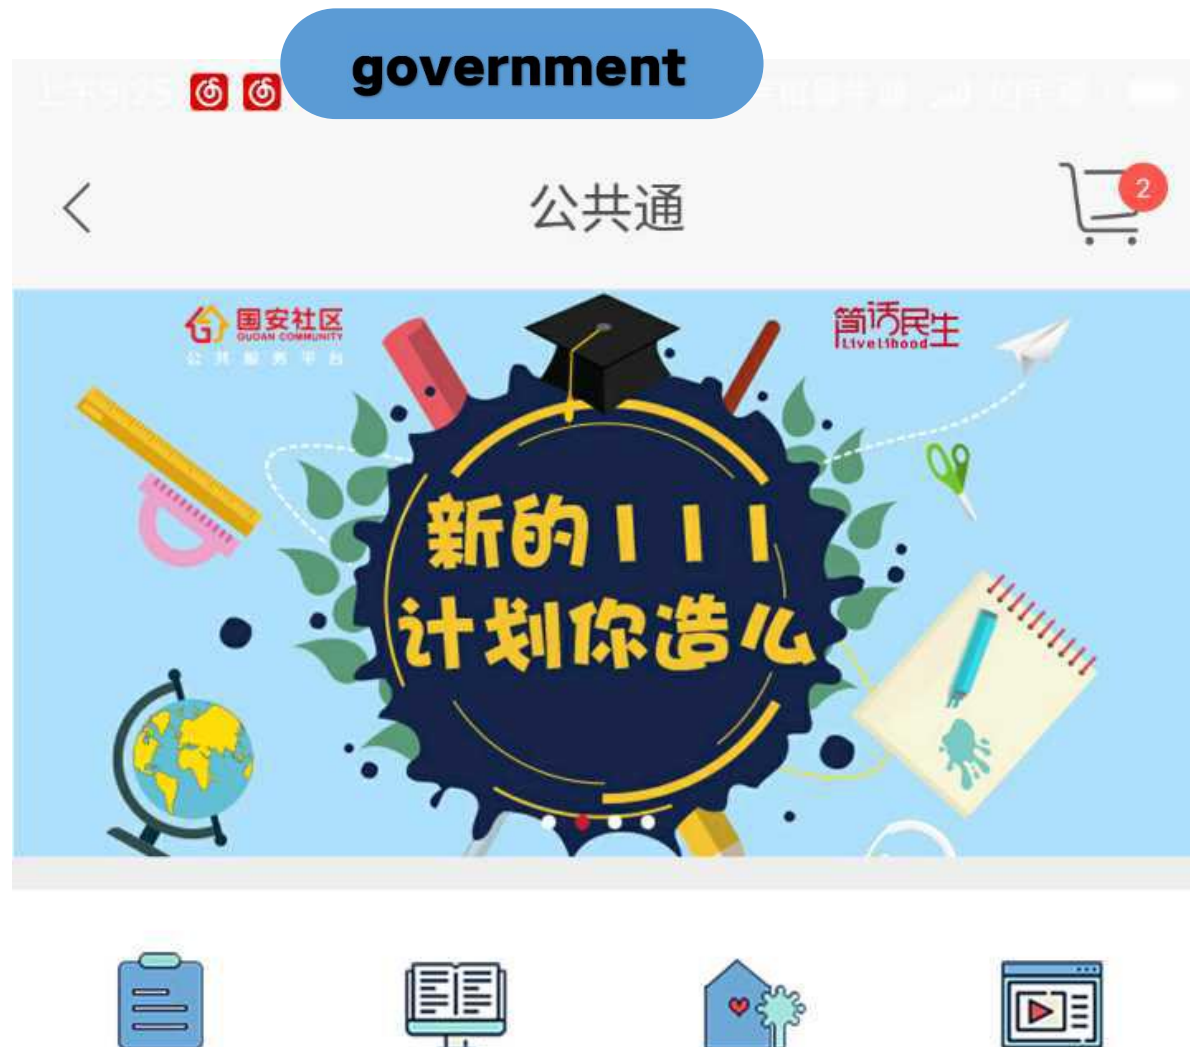 government
公共通
2
国安社区
GUOAN COMMUNITY
公共服务平台
简话民生
Livelihood
新的111
计划你造么